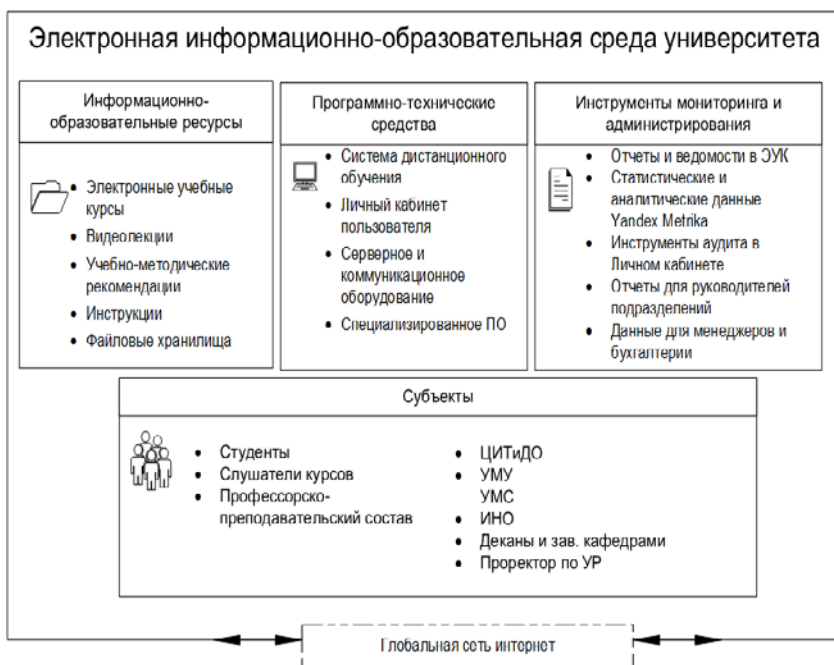 Электронная информационно-образовательная среда университета
Информационно-
образовательные ресурсы
• Электронные учебные
курсы
• Видеолекции
• Учебно-методические
рекомендации
• Инструкции
• Файловые хранилища
Программно-технические
средства
• Система дистанционного
обучения
• Личный кабинет
пользователя
• Серверное и
коммуникационное
оборудование
• Специализированное ПО
Инструменты мониторинга и
администрирования
• Отчеты и ведомости в ЭУК
• Статистические и
аналитические данные
Yandex Metrika
• Инструменты аудита в
Личном кабинете
• Отчеты для руководителей
подразделений
• Данные для менеджеров и
бухгалтерии
Субъекты
• Студенты
• Слушатели курсов
• Профессорско-
преподавательский состав
• ЦИТиДО
• УМУ
УМС
• ИНО
• Деканы и зав. кафедрами
• Проректор по УР
Глобальная сеть интернет